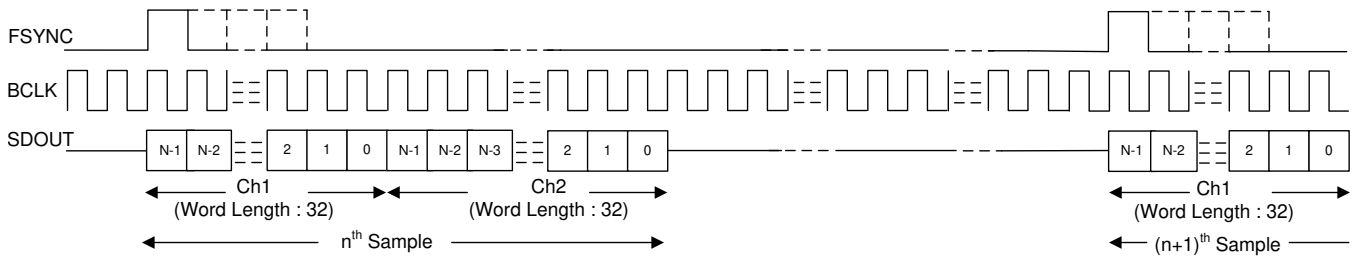 FSYNC
BCLK
SDOUT
N-1 N-2 2 1 0 N-1 N-2 N-3 2 1 0 N-1 N-2 2 1 0
Ch1 Ch2 Ch1
(Word Length : 32) (Word Length : 32) (Word Length : 32)
nth Sample (n+1)th Sample